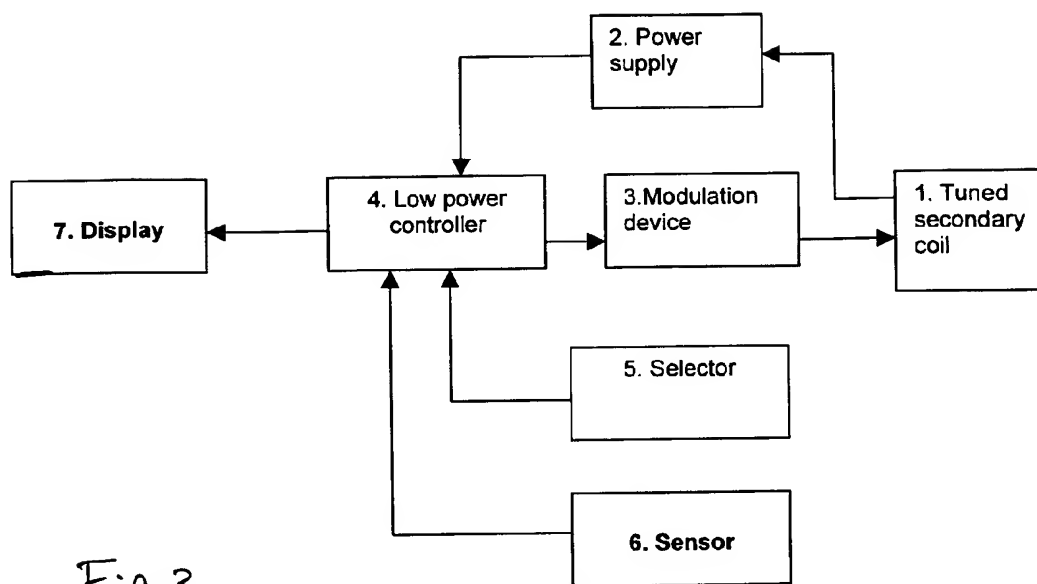 2. Power
supply
7. Display
4. Low power
controller
3.Modulation
device
1. Tuned
secondary
coil
5. Selector
6. Sensor
Fig 2